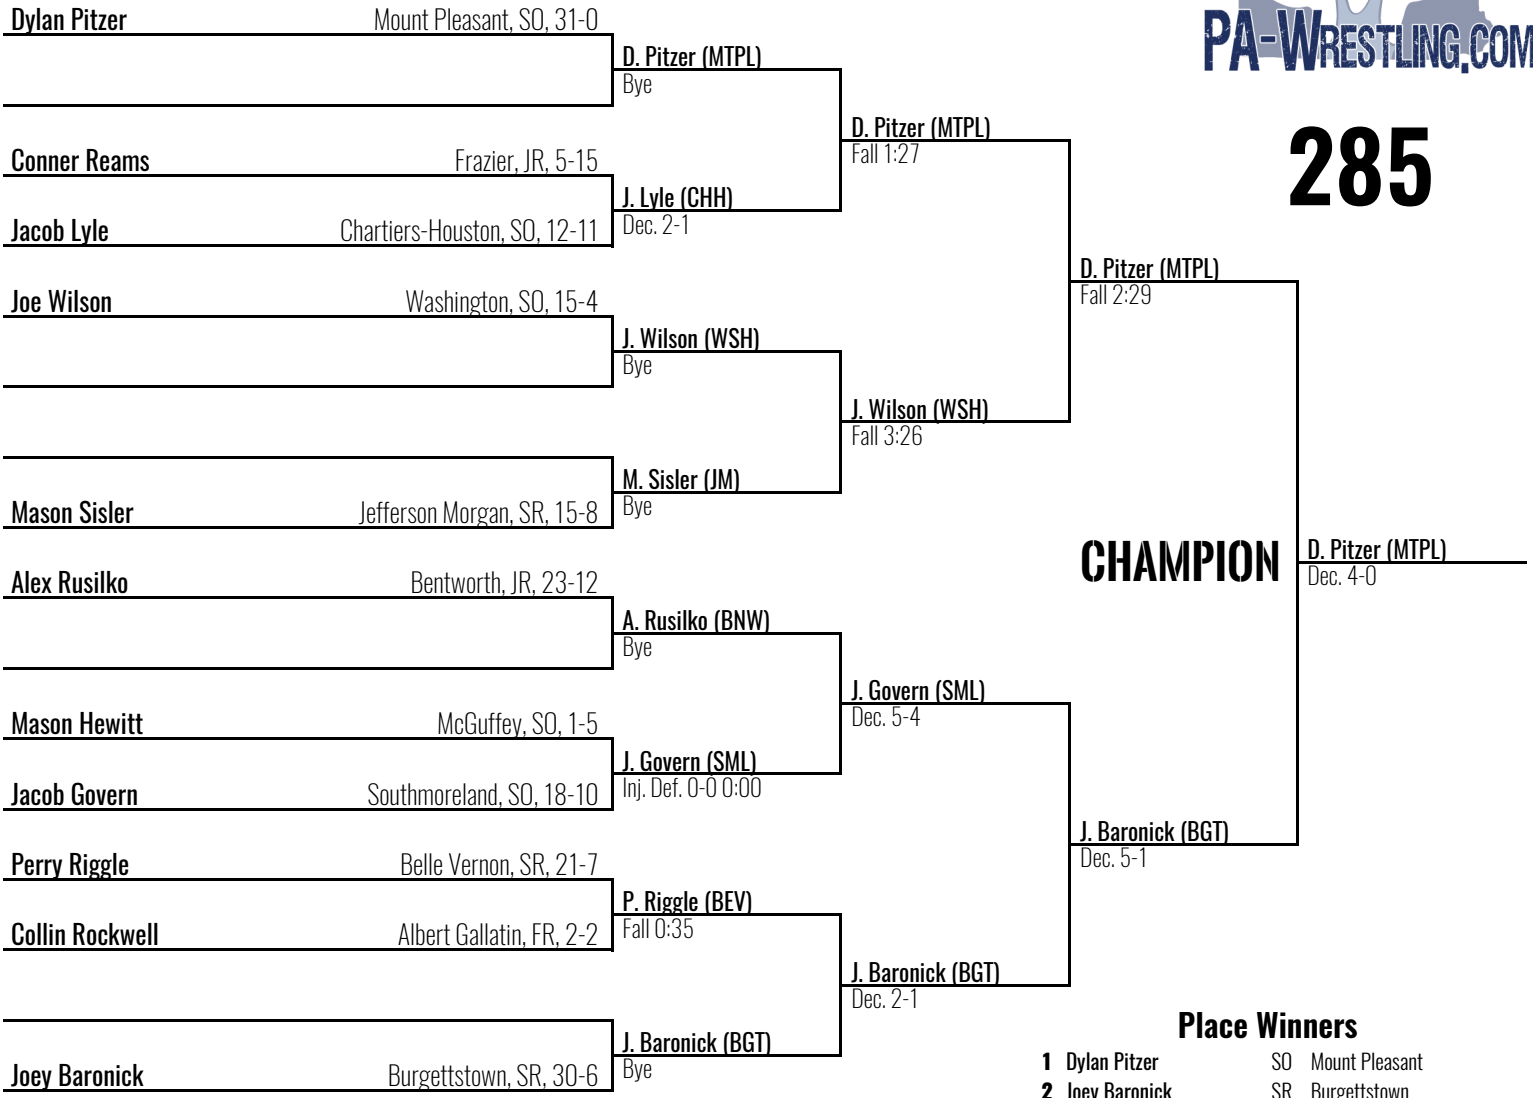 PA-WRESTLING.COM
285
Dylan Pitzer Mount Pleasant, SO, 31-0
D. Pitzer (MTPL)
Bye
D. Pitzer (MTPL)
Fall 1:27
Conner Reams Frazier, JR, 5-15
J. Lyle (CHH)
Dec. 2-1
Jacob Lyle Chartiers-Houston, SO, 12-11
D. Pitzer (MTPL)
Fall 2:29
Joe Wilson Washington, SO, 15-4
J. Wilson (WSH)
Bye
J. Wilson (WSH)
Fall 3:26
M. Sisler (JM)
Bye
Mason Sisler Jefferson Morgan, SR, 15-8
CHAMPION
D. Pitzer (MTPL)
Dec. 4-0
Alex Rusilko Bentworth, JR, 23-12
A. Rusilko (BNW)
Bye
J. Govern (SML)
Dec. 5-4
Mason Hewitt McGuffey, SO, 1-5
J. Govern (SML)
Inj. Def. 0-0 0:00
Jacob Govern Southmoreland, SO, 18-10
J. Baronick (BGT)
Dec. 5-1
Perry Riggle Belle Vernon, SR, 21-7
P. Riggle (BEV)
Fall 0:35
Collin Rockwell Albert Gallatin, FR, 2-2
J. Baronick (BGT)
Dec. 2-1
J. Baronick (BGT)
Bye
Joey Baronick Burgettstown, SR, 30-6
Place Winners
1 Dylan Pitzer SO Mount Pleasant
2 Joey Baronick SR Burgettstown